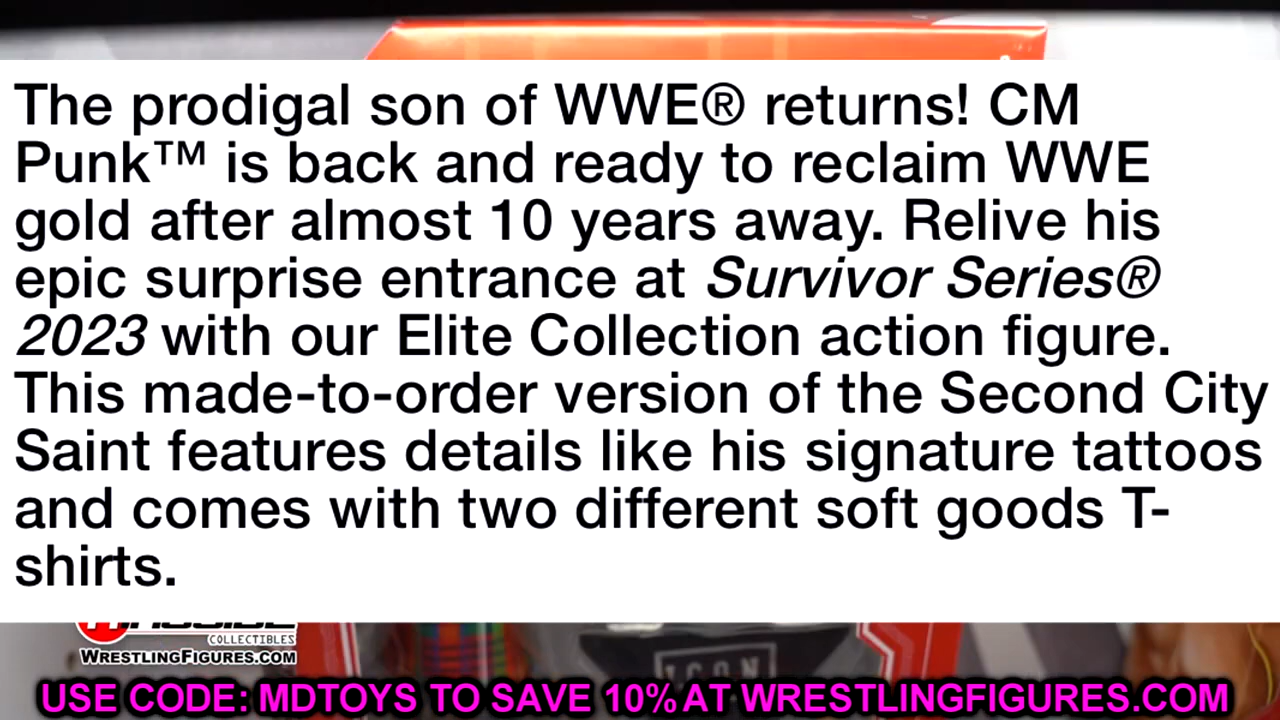 The prodigal son of WWE® returns! CM
Punk™ is back and ready to reclaim WWE
gold after almost 10 years away. Relive his
epic surprise entrance at Survivor Series®
2023 with our Elite Collection action figure.
This made-to-order version of the Second City
Saint features details like his signature tattoos
and comes with two different soft goods T-
shirts.
COLLECTIBLES
WRESTLINGFIGURES.COM
ICON
USE CODE: MDTOYS TO SAVE 10% AT WRESTLINGFIGURES.COM